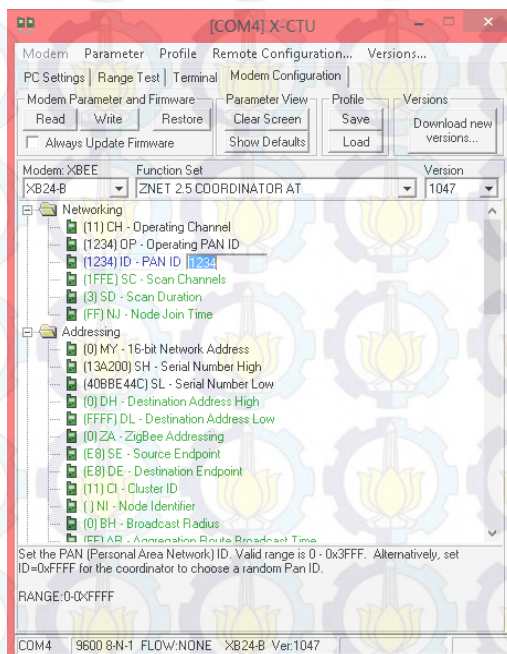 [COM4] X-CTU
Modem Parameter Profile Remote Configuration... Versions...
PC Settings Range Test Terminal Modem Configuration
Modem Parameter and Firmware Parameter View Profile Versions
Read Write Restore Clear Screen Save Download new versions...
Always Update Firmware Show Defaults Load
Modem: XBEE Function Set Version
XB24-B ZNET 2.5 COORDINATOR AT 1047
Networking
(11) CH - Operating Channel
(1234) OP - Operating PAN ID
(1234) ID - PAN ID 1234
(1FFE) SC - Scan Channels
(3) SD - Scan Duration
(FF) NJ - Node Join Time
Addressing
(0) MY - 16-bit Network Address
(13A200) SH - Serial Number High
(40BBE44C) SL - Serial Number Low
(0) DH - Destination Address High
(FFFF) DL - Destination Address Low
(0) ZA - ZigBee Addressing
(E8) SE - Source Endpoint
(E8) DE - Destination Endpoint
(11) CI - Cluster ID
( ) NI - Node Identifier
(0) BH - Broadcast Radius
(FF) AR - Aggregation Route Broadcast Time
Set the PAN (Personal Area Network) ID. Valid range is 0 - 0x3FFF. Alternatively, set
ID=0xFFFF for the coordinator to choose a random Pan ID.
RANGE:0-0XFFFF
COM4 9600 8-N-1 FLOW:NONE XB24-B Ver:1047